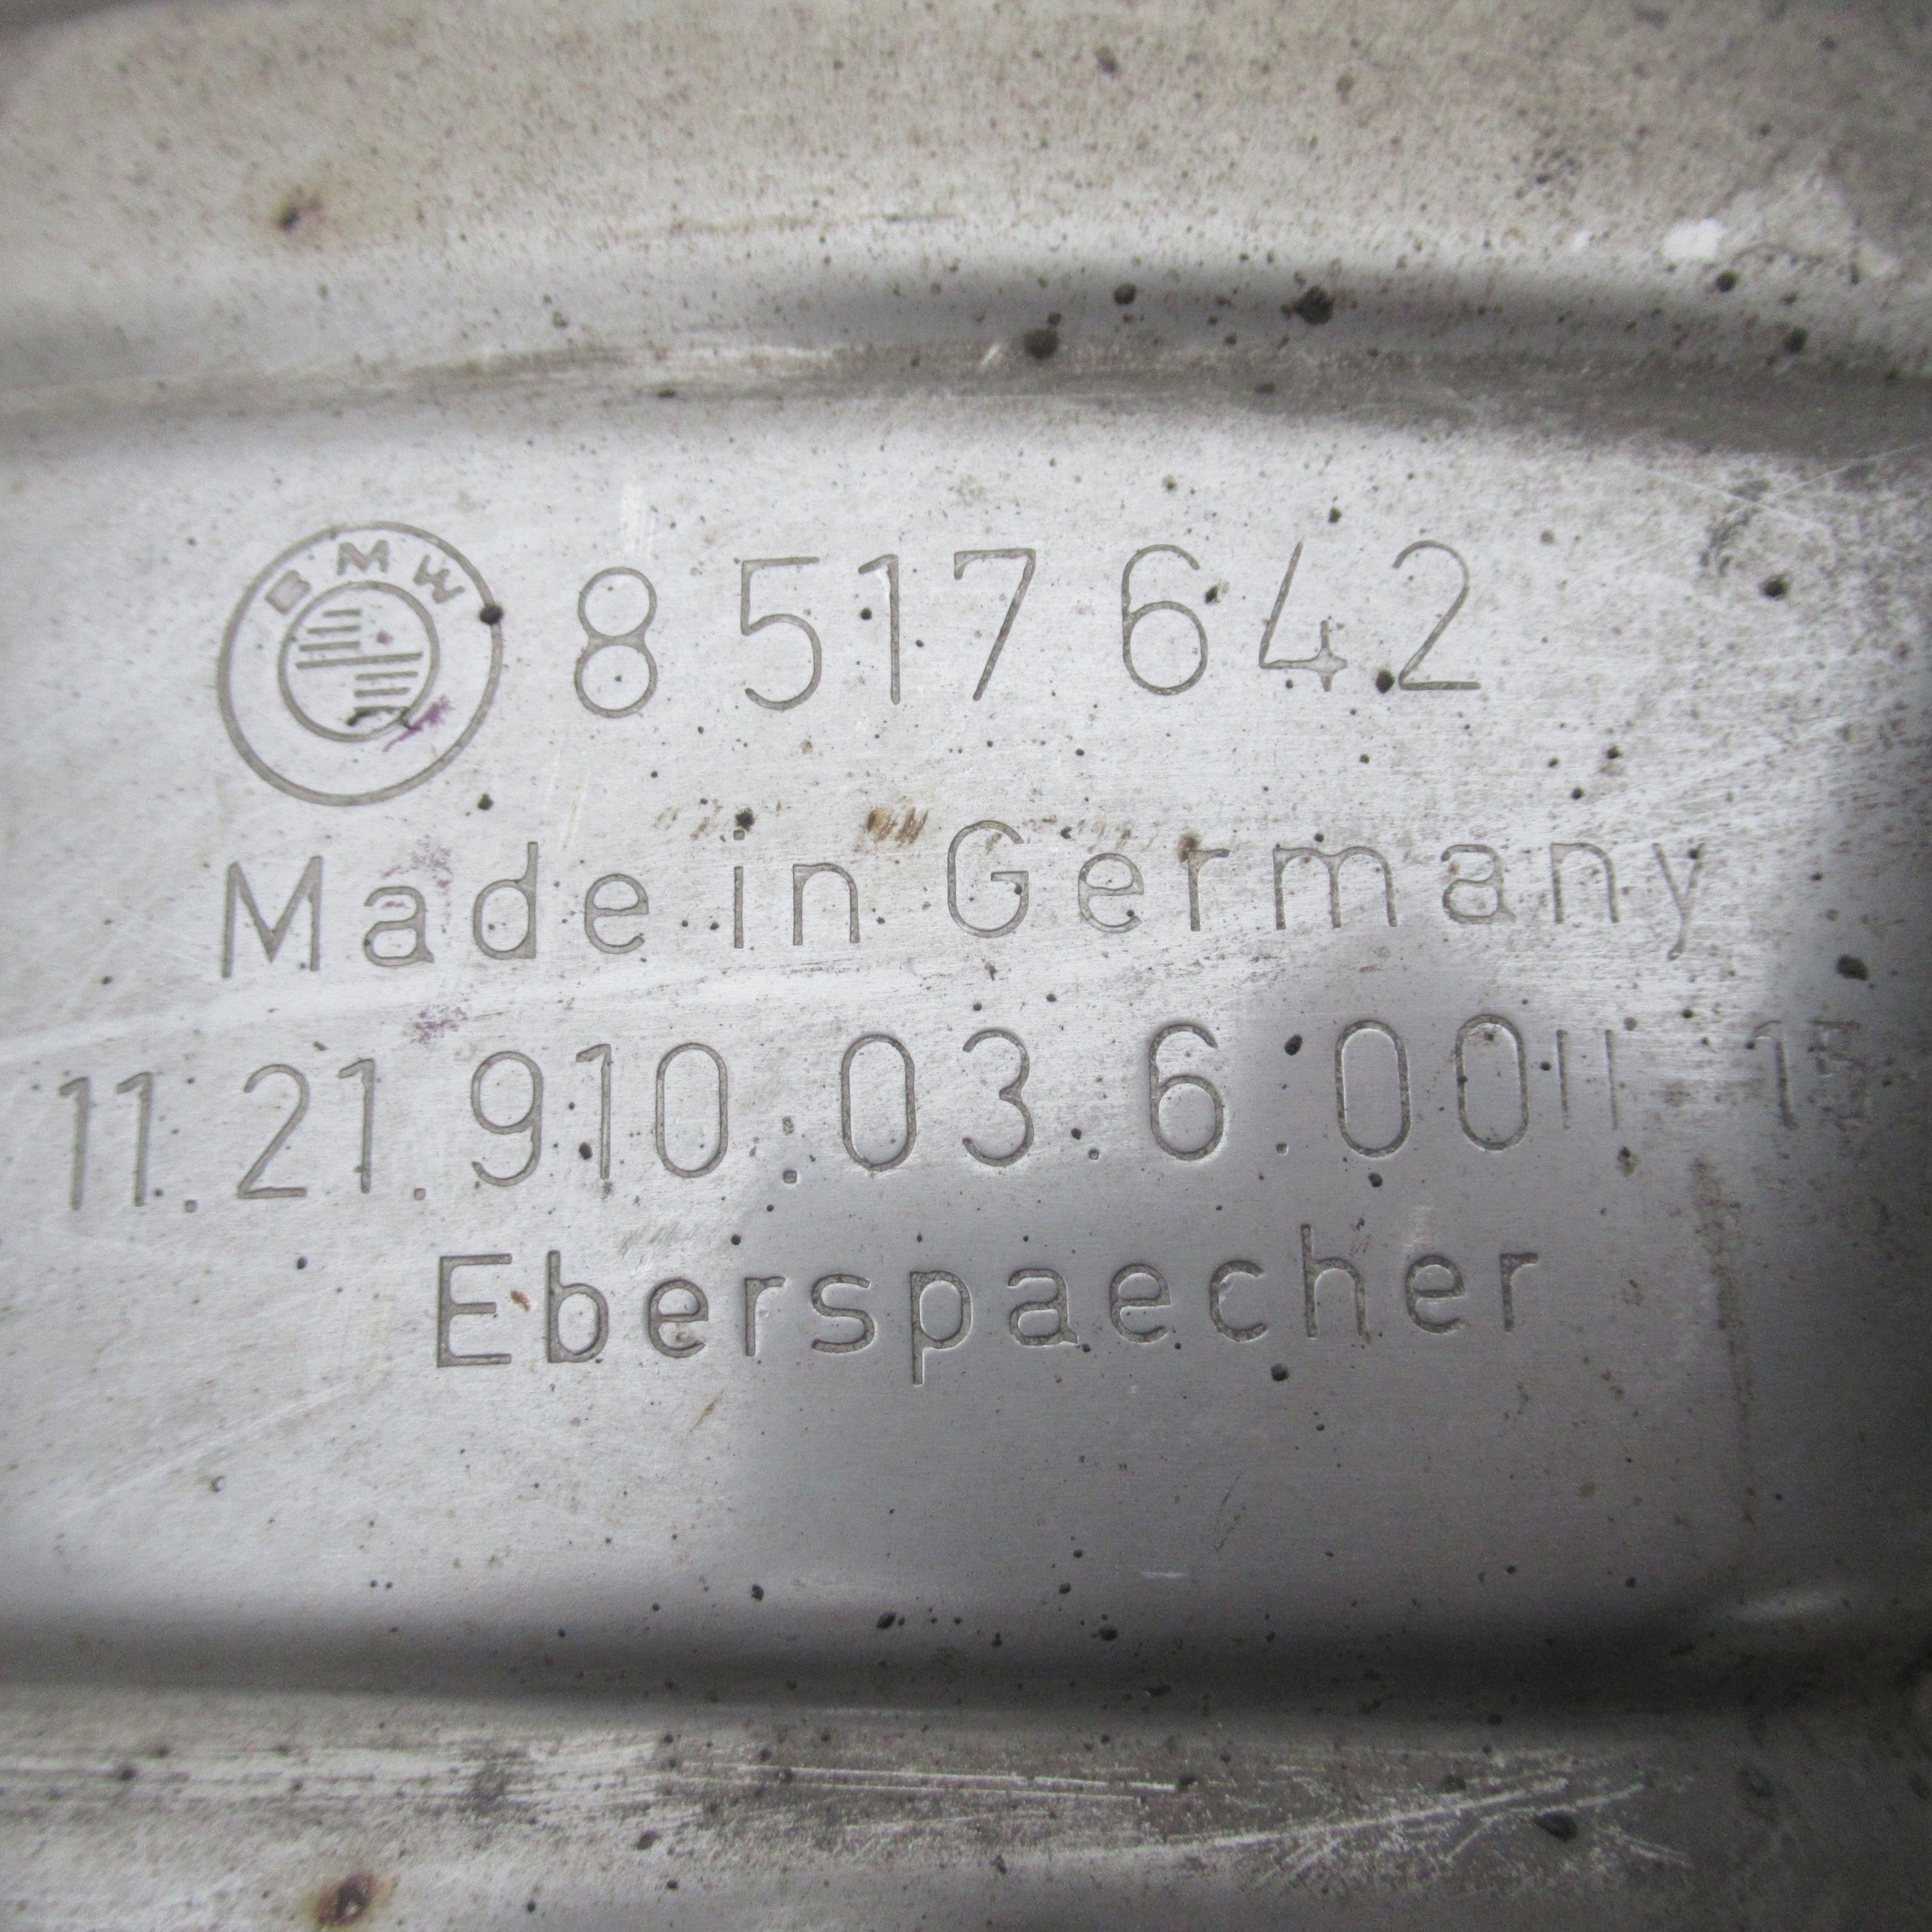 BMW 8 517 642
Made in Germany
11.21.910.03.6.00
Eberspaecher